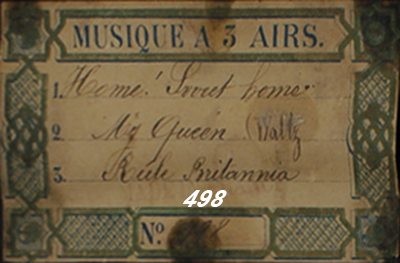 MUSIQUE A 3 AIRS.
1. Home! Sweet home
2 My Queen (Waltz
3. Rule Britannia
498
No.